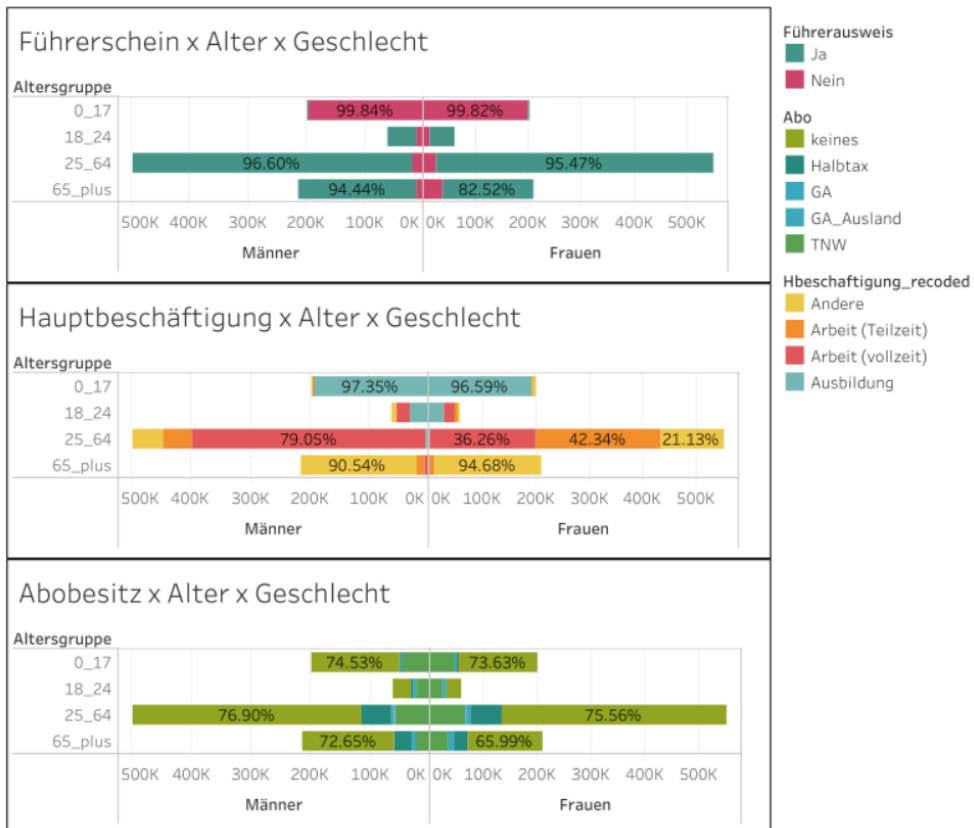 Führerschein x Alter x Geschlecht
Altersgruppe
0_17
99.84%
99.82%
18_24
25_64
96.60%
95.47%
65_plus
94.44%
82.52%
500K 400K 300K 200K 100K 0K 0K 100K 200K 300K 400K 500K
Männer
Frauen
Hauptbeschäftigung x Alter x Geschlecht
Altersgruppe
0_17
97.35%
96.59%
18_24
25_64
79.05%
36.26%
42.34%
21.13%
65_plus
90.54%
94.68%
500K 400K 300K 200K 100K 0K 0K 100K 200K 300K 400K 500K
Männer
Frauen
Abobesitz x Alter x Geschlecht
Altersgruppe
0_17
74.53%
73.63%
18_24
25_64
76.90%
75.56%
65_plus
72.65%
65.99%
500K 400K 300K 200K 100K 0K 0K 100K 200K 300K 400K 500K
Männer
Frauen
Führerausweis
Ja
Nein
Abo
keines
Halbtax
GA
GA_Ausland
TNW
Hbeschaftigung_recoded
Andere
Arbeit (Teilzeit)
Arbeit (vollzeit)
Ausbildung